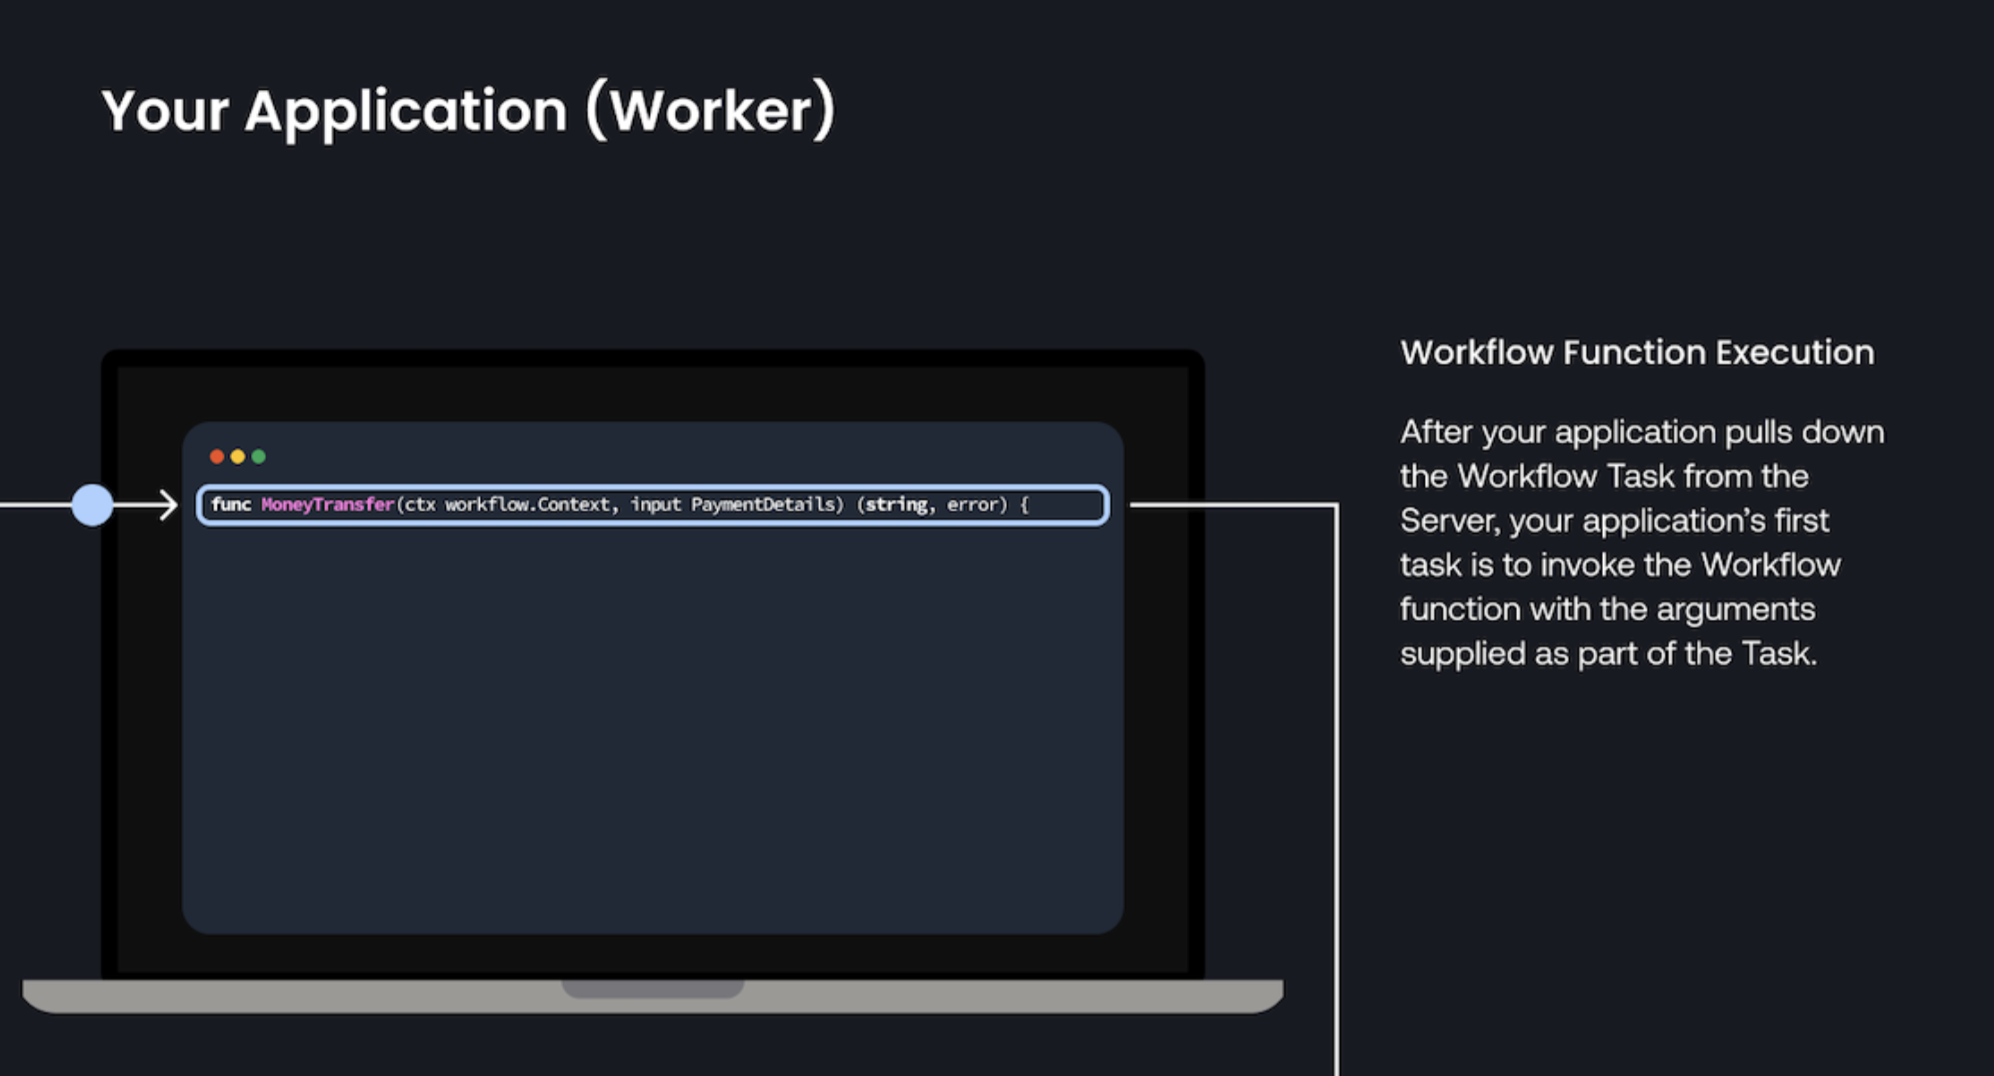 Your Application (Worker)
func MoneyTransfer(ctx workflow.Context, input PaymentDetails) (string, error) {
Workflow Function Execution
After your application pulls down
the Workflow Task from the
Server, your application’s first
task is to invoke the Workflow
function with the arguments
supplied as part of the Task.